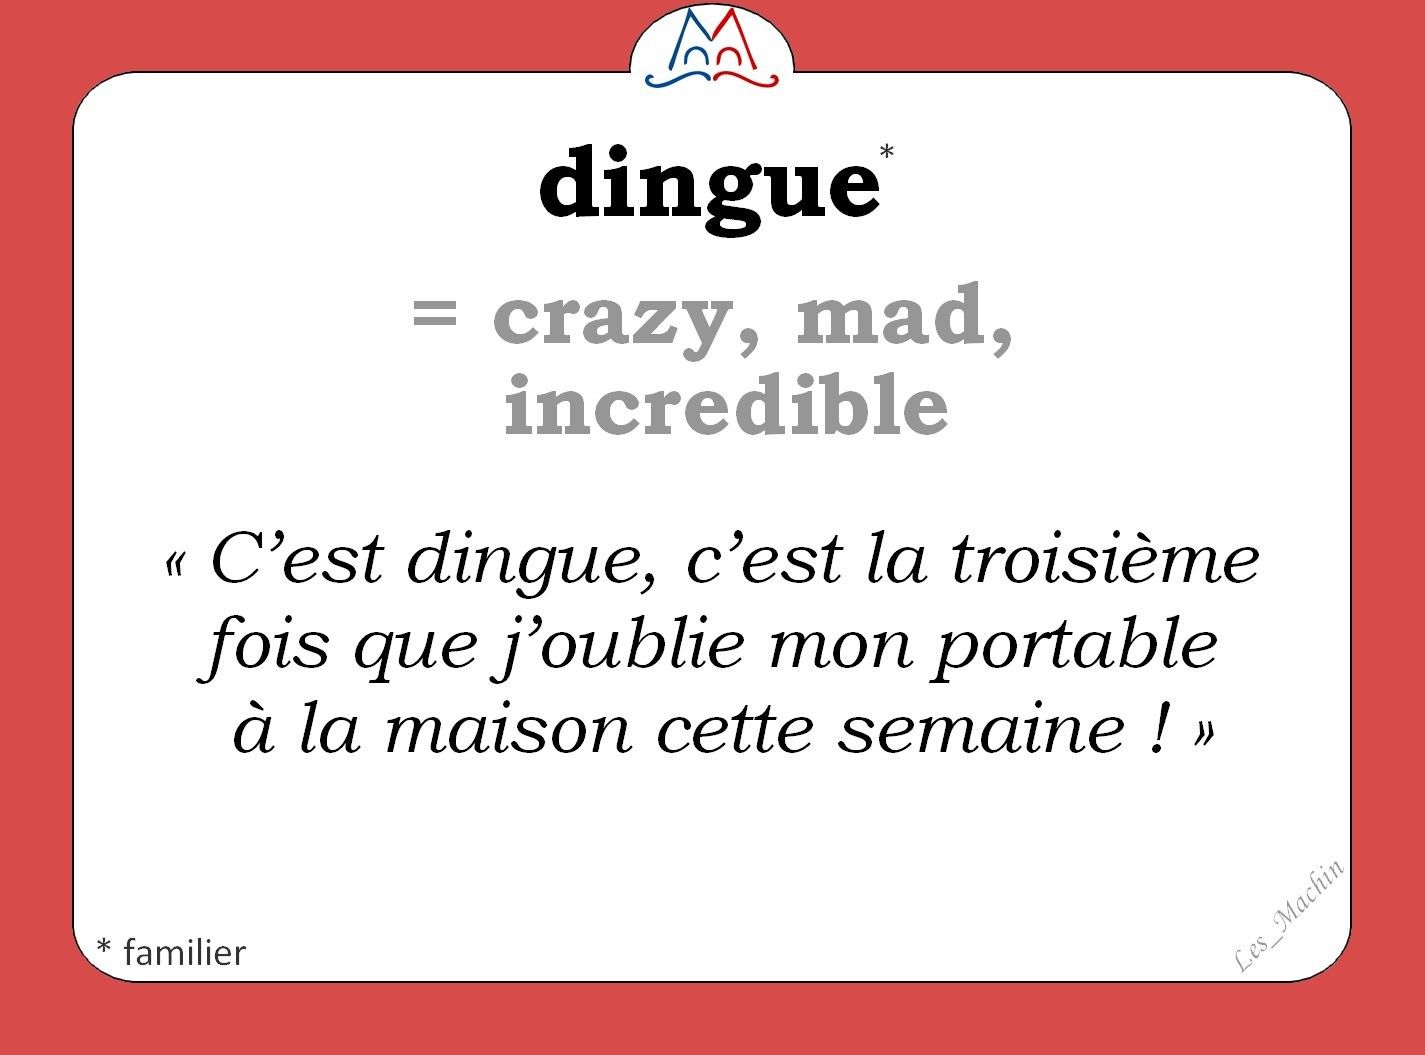 dingue*
= crazy, mad,
incredible
« C’est dingue, c’est la troisième
fois que j’oublie mon portable
à la maison cette semaine ! »
* familier
Les_Machin